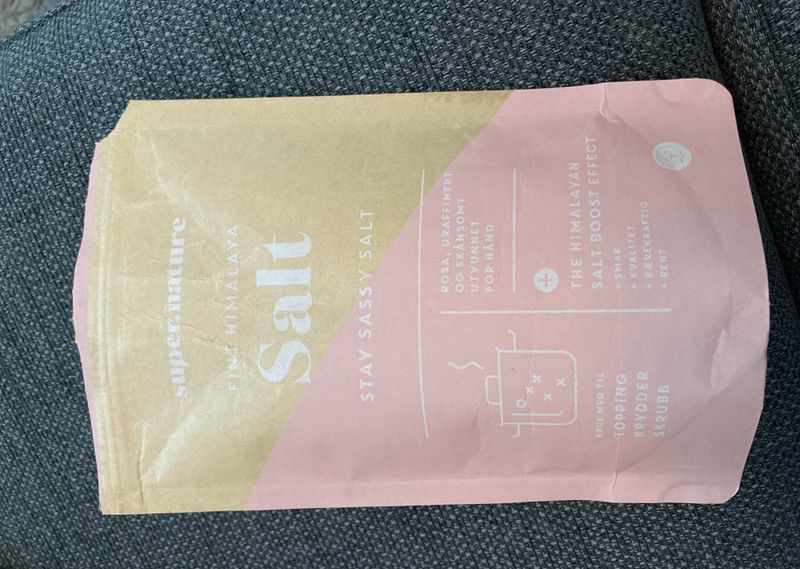 super.nature
FINT HIMALAYA
Salt
STAY SASSY SALT
ROSA, URAFFINERT
OG SKÅNSOMT
UTVUNNET
FOR HÅND
THE HIMALAYAN
SALT BOOST EFFECT
+ SMAK
+ KVALITET
+ BÆREKRAFTIG
+ RENT
BRUK MEG TIL
TOPPING
KRYDDER
SKRUBB